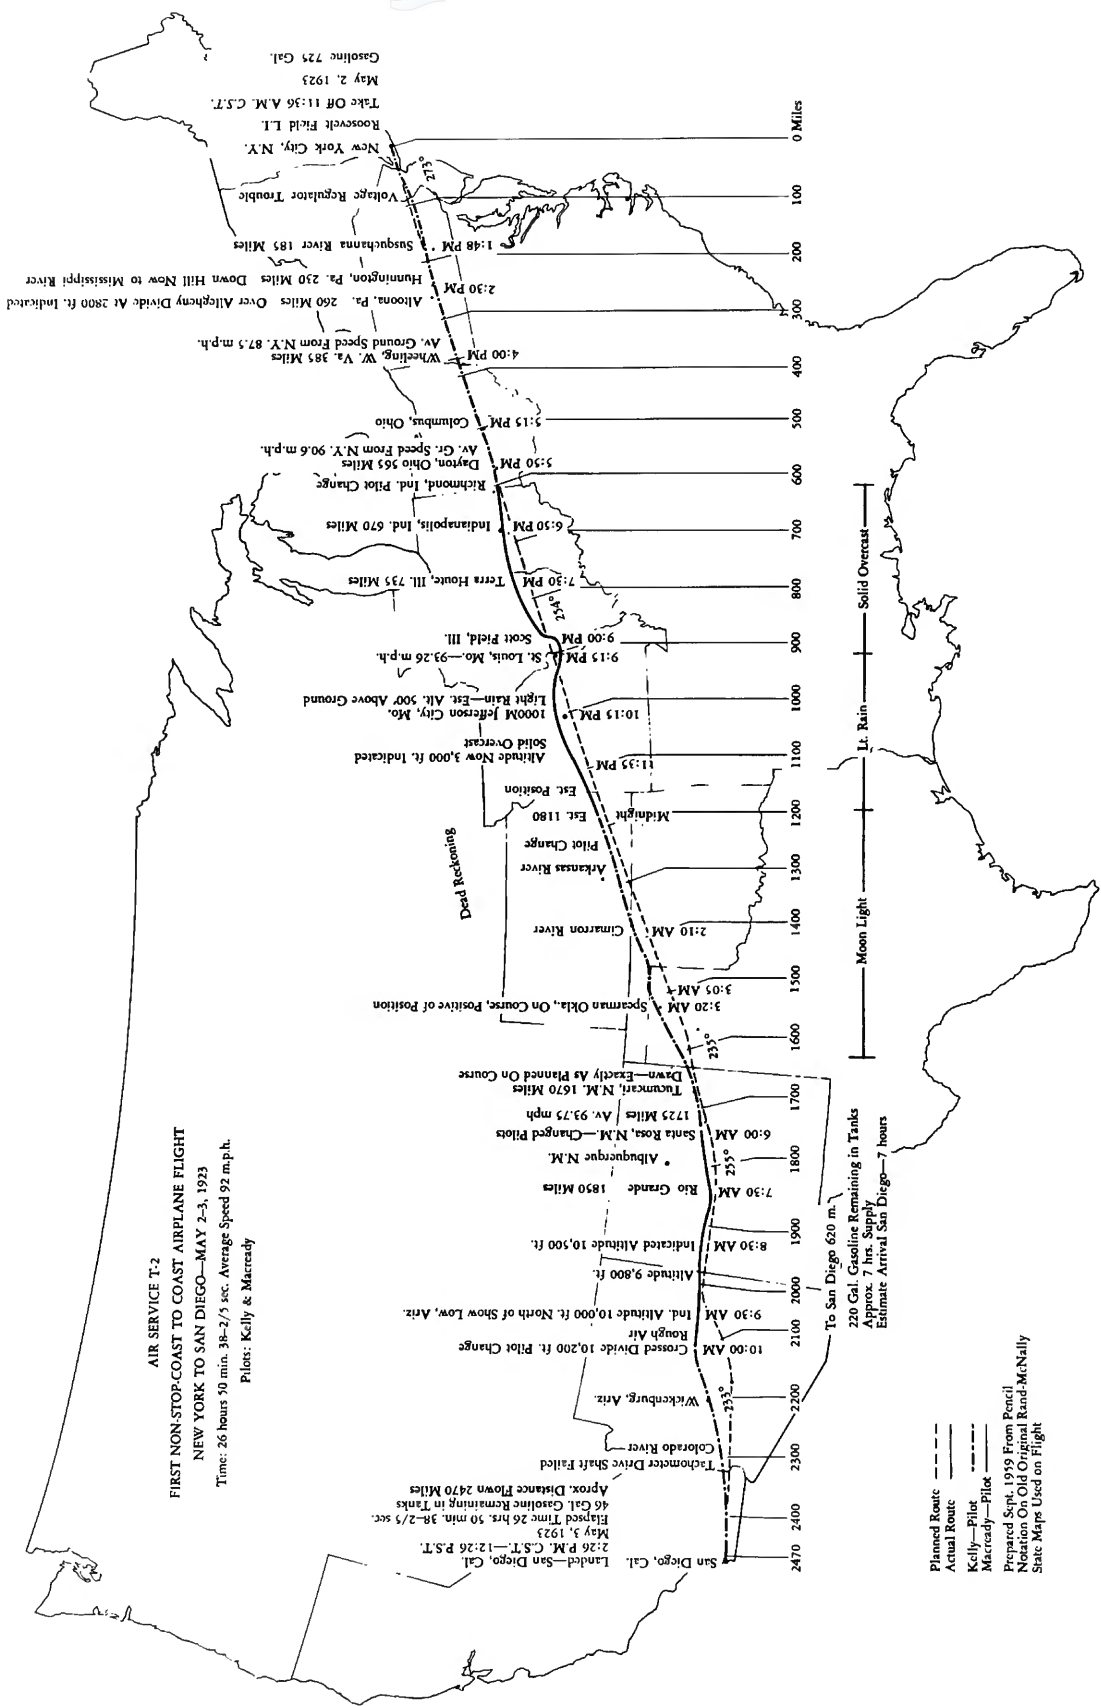 AIR SERVICE T-2
FIRST NON-STOP-COAST TO COAST AIRPLANE FLIGHT
NEW YORK TO SAN DIEGO—MAY 2-3, 1923
Time: 26 hours 50 min. 38-2/5 sec. Average Speed 92 m.p.h.
Pilots: Kelly & Macready
New York, City, N.Y.
Roosevelt Field L.I.
Take Off 11:36 A.M. C.S.T.
May 2, 1923
Gasoline 725 Gal.
273°
Voltage Regulator Trouble
Susquchanna River 185 Miles
1:48 PM
Hunnington, Pa. 230 Miles Down Hill Now to Mississippi River
2:30 PM
Altoona, Pa. 260 Miles Over Allegheny Divide At 2800 ft. Indicated
Wheeling, W. Va. 385 Miles
Av. Ground Speed From N.Y. 87.5 m.p.h.
4:00 PM
Columbus, Ohio
5:15 PM
Dayton, Ohio 565 Miles
Av. Gr. Speed From N.Y. 90.6 m.p.h.
5:50 PM
Richmond, Ind. Pilot Change
Indianapolis, Ind. 670 Miles
6:50 PM
Terra Houte, Ill. 735 Miles
7:30 PM
254°
Scott Field, Ill.
9:00 PM
St. Louis, Mo—93.26 m.p.h.
9:15 PM
1000M Jefferson City, Mo.
Light Rain—Est. Alt. 500' Above Ground
10:15 PM
Altitude Now 3,000 ft. Indicated
Solid Overcast
11:35 PM
Est. Position
Est. 1180
Midnight
Pilot Change
Dead Reckoning
Arkansas River
Cimarron River
2:10 AM
3:05 AM
Spearman, Okla., On Course, Positive of Position
3:20 AM
235°
Tucumcari, N.M. 1670 Miles
Dawn—Exactly As Planned On Course
1725 Miles Av. 93.75 mph
Santa Rosa, N.M.—Changed Pilots
6:00 AM
Albuquerque N.M.
255°
Rio Grande 1850 Miles
7:30 AM
Indicated Altitude 10,500 ft.
8:30 AM
Altitude 9,800 ft.
Ind. Altitude 10,000 ft. North of Show Low, Ariz.
9:30 AM
Rough Air
Crossed Divide 10,200 ft. Pilot Change
10:00 AM
Wickenburg, Ariz.
233°
Colorado River
Tachometer Drive Shaft Failed
San Diego, Cal.
Landed—San Diego, Cal.
2:26 P.M. C.S.T.—12:26 P.S.T.
May 3, 1923
Elapsed Time 26 hrs. 50 min. 38-2/5 sec.
46 Gal. Gasoline Remaining in Tanks
Aprox. Distance Flown 2470 Miles
0 Miles
100
200
300
400
500
600
700
800
900
1000
1100
1200
1300
1400
1500
1600
1700
1800
1900
2000
2100
2200
2300
2400
2470
Solid Overcast
Lt. Rain
Moon Light
To San Diego 620 m.
220 Gal. Gasoline Remaining in Tanks
Approx. 7 hrs. Supply
Estimate Arrival San Diego—7 hours
Planned Route
Actual Route
Kelly—Pilot
Macready—Pilot
Prepared Sept. 1959 From Pencil
Notation On Old Original Rand-McNally
State Maps Used on Flight